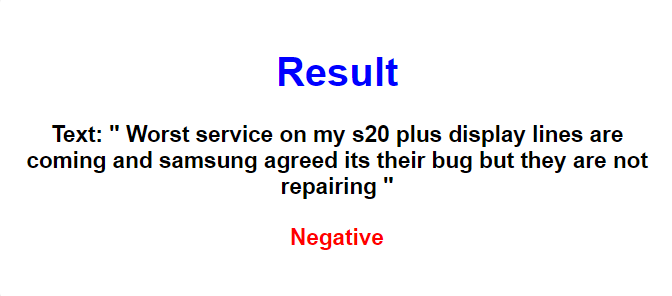 Result
Text: " Worst service on my s20 plus display lines are
coming and samsung agreed its their bug but they are not
repairing "
Negative